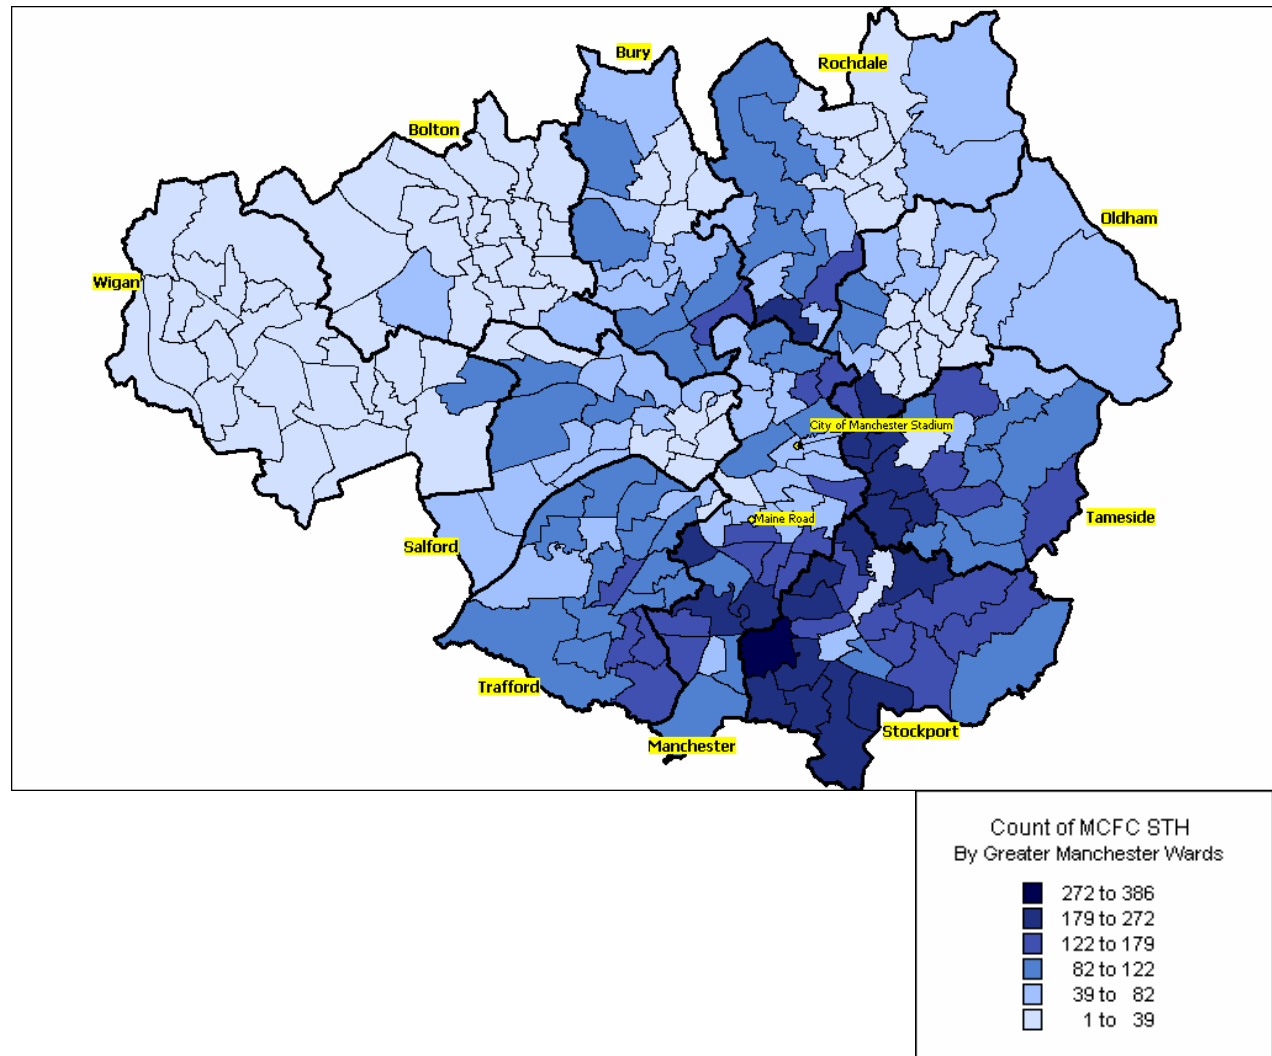 Bury
Rochdale
Bolton
Oldham
Wigan
City of Manchester Stadium
Maine Road
Tameside
Salford
Trafford
Stockport
Manchester
Count of MCFC STH
By Greater Manchester Wards
272 to 386
179 to 272
122 to 179
82 to 122
39 to 82
1 to 39